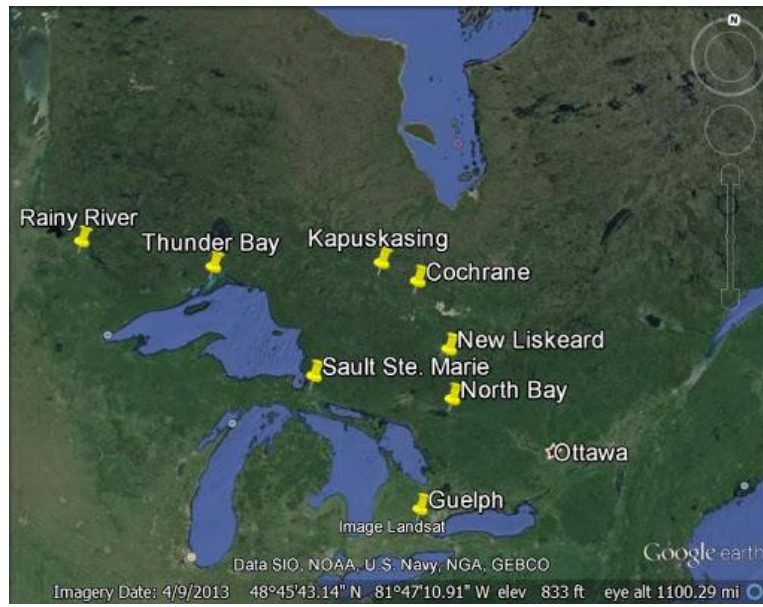 N
Rainy River
Thunder Bay
Kapuskasing
Cochrane
New Liskeard
Sault Ste. Marie
North Bay
Ottawa
Guelph
Image Landsat
Data SIO, NOAA, U.S. Navy, NGA, GEBCO
Google earth
Imagery Date: 4/9/2013 48°45'43.14" N 81°47'10.91" W elev 833 ft eye alt 1100.29 mi